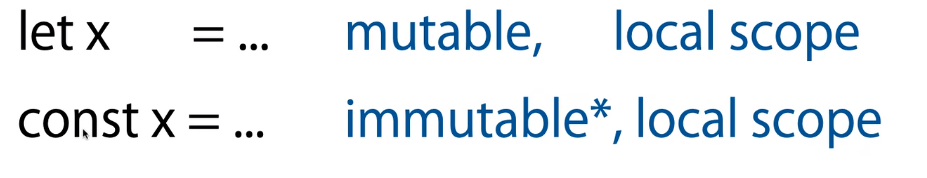 let x = ... mutable, local scope
const x = ... immutable*, local scope